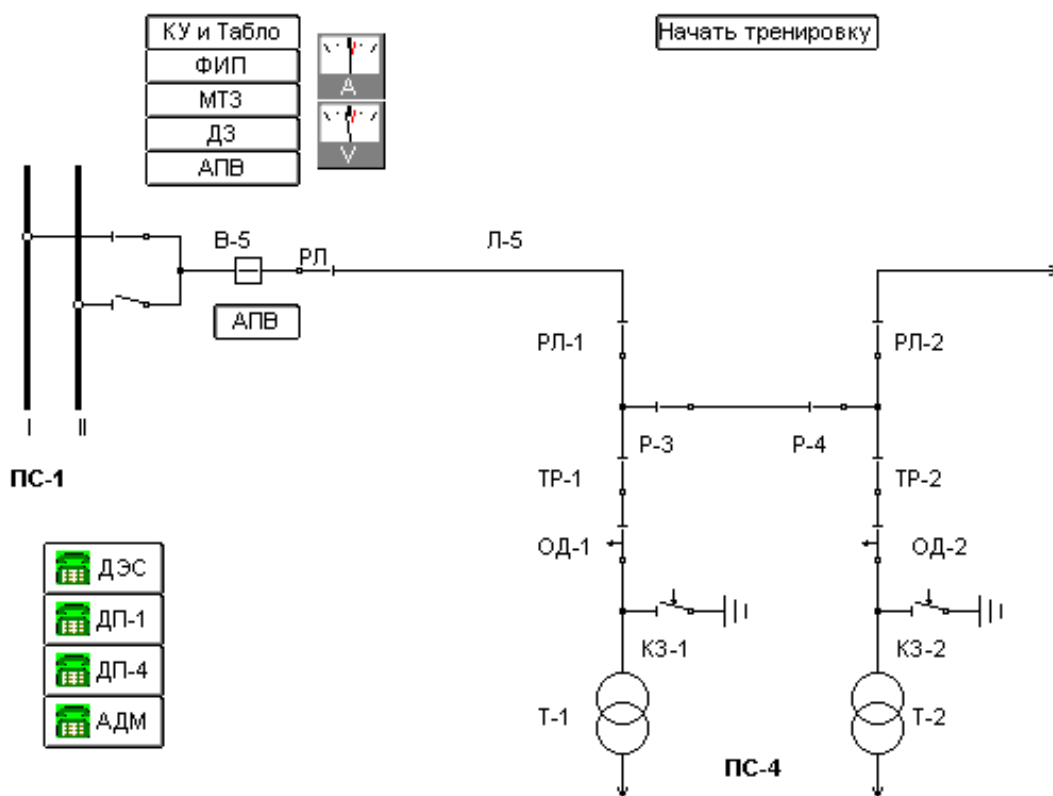 КУ и Табло
ФИП
МТЗ
ДЗ
АПВ
A
V
Начать тренировку
В-5
РЛ
Л-5
АПВ
РЛ-1
РЛ-2
I
II
Р-3
Р-4
ПС-1
ТР-1
ТР-2
ОД-1
ОД-2
ДЭС
ДП-1
ДП-4
АДМ
КЗ-1
КЗ-2
Т-1
Т-2
ПС-4